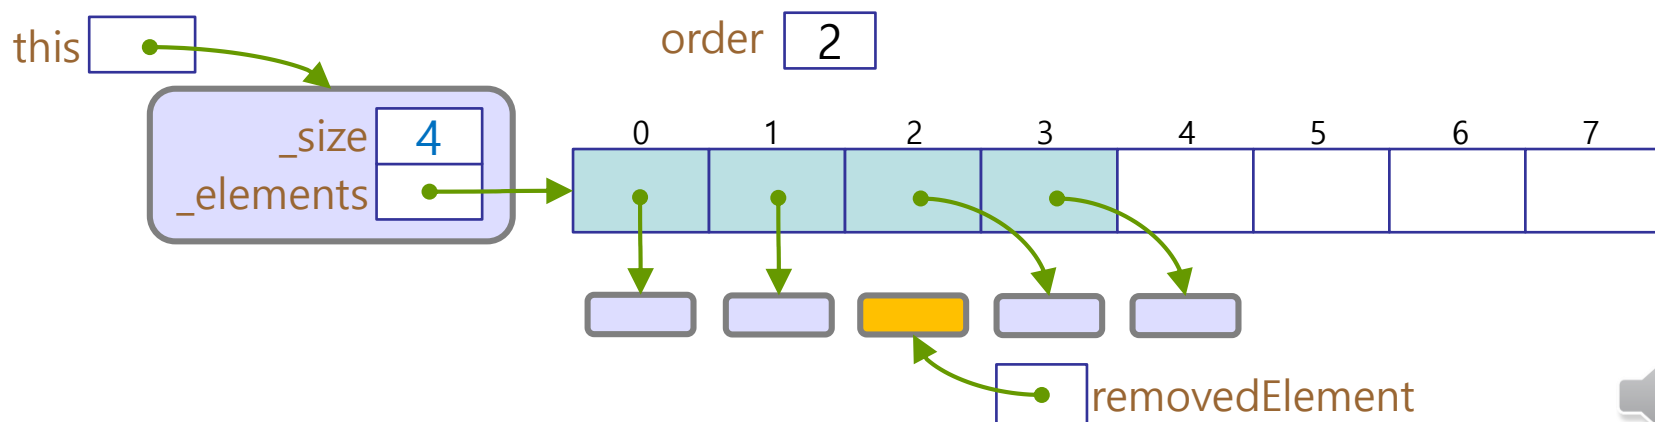 this
order 2
_size 4
0 1 2 3 4 5 6 7
_elements
removedElement